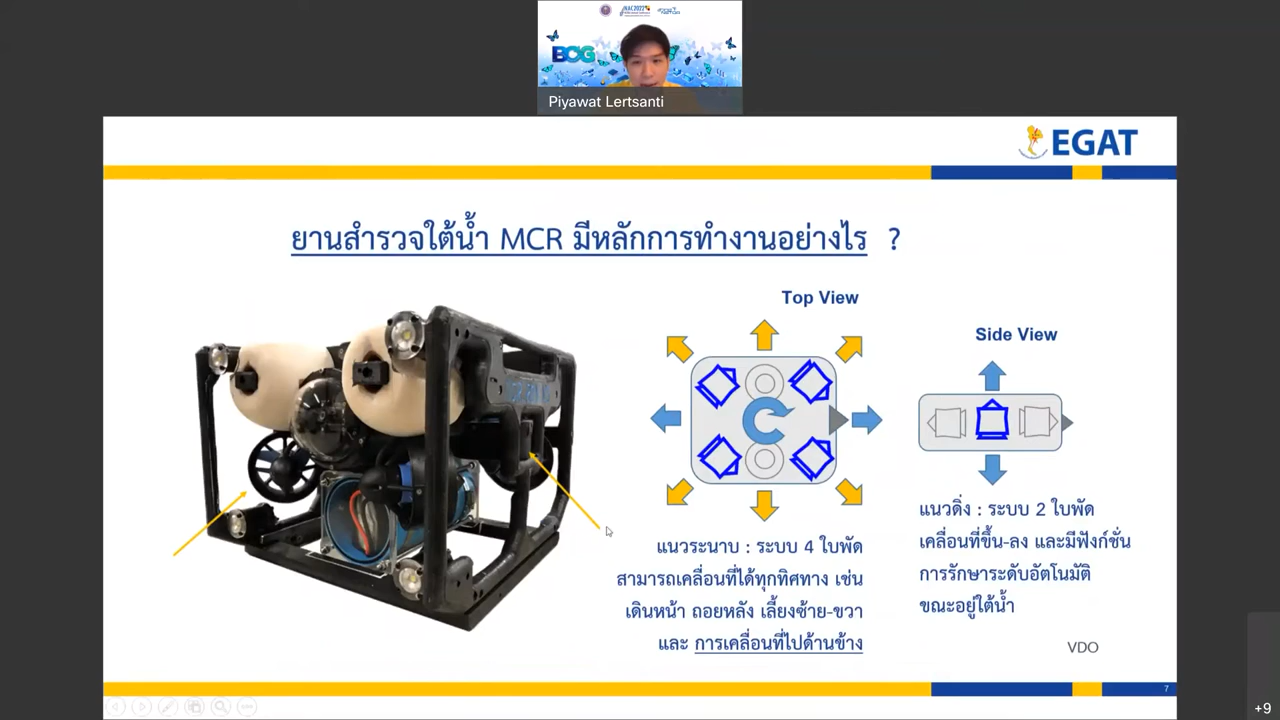 NAC2022
BCG
Piyawat Lertsanti
EGAT
ยานสำรวจใต้น้ำ MCR มีหลักการทำงานอย่างไร ?
Top View
Side View
แนวระนาบ : ระบบ 4 ใบพัด
สามารถเคลื่อนที่ได้ทุกทิศทาง เช่น
เดินหน้า ถอยหลัง เลี้ยงซ้าย-ขวา
และ การเคลื่อนที่ไปด้านข้าง
แนวดิ่ง : ระบบ 2 ใบพัด
เคลื่อนที่ขึ้น-ลง และมีฟังก์ชั่น
การรักษาระดับอัตโนมัติ
ขณะอยู่ใต้น้ำ
VDO
7
+9